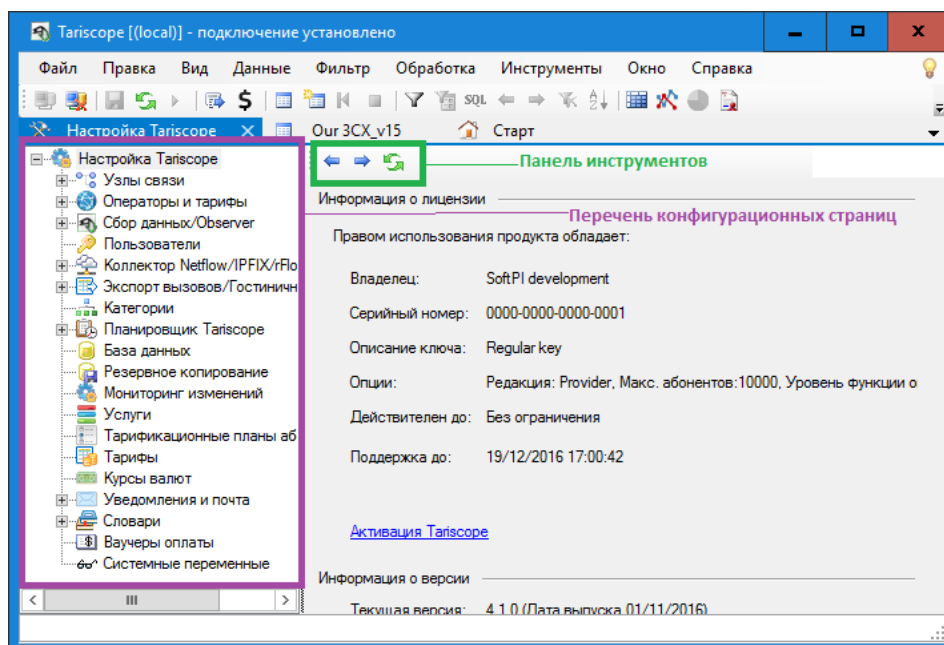 Tariscope [(local)] - подключение установлено
Файл Правка Вид Данные Фильтр Обработка Инструменты Окно Справка
SQL
Настройка Tariscope Our 3CX_v15 Старт
Панель инструментов
Перечень конфигурационных страниц
Настройка Tariscope
Узлы связи
Операторы и тарифы
Сбор данных/Observer
Пользователи
Коллектор Netflow/IPFIX/rFlo
Экспорт вызовов/Гостиничн
Категории
Планировщик Tariscope
База данных
Резервное копирование
Мониторинг изменений
Услуги
Тарификационные планы аб
Тарифы
Курсы валют
Уведомления и почта
Словари
Ваучеры оплаты
Системные переменные
Информация о лицензии
Правом использования продукта обладает:
Владелец: SoftPI development
Серийный номер: 0000-0000-0000-0001
Описание ключа: Regular key
Опции: Редакция: Provider, Макс. абонентов:10000, Уровень функции о
Действителен до: Без ограничения
Поддержка до: 19/12/2016 17:00:42
Активация Tariscope
Информация о версии
Текущая версия: 4.1.0 (Дата выпуска 01/11/2016)